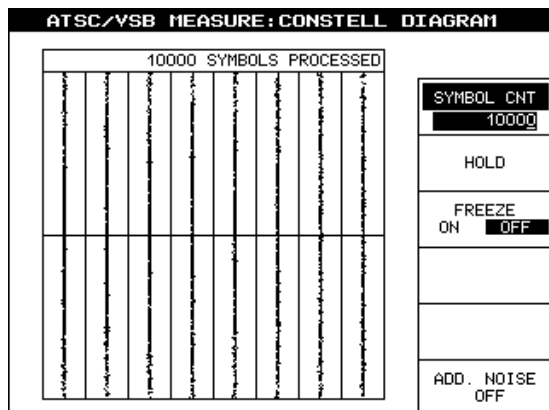 ATSC/VSB MEASURE:CONSTELL DIAGRAM
10000 SYMBOLS PROCESSED
SYMBOL CNT
10000
HOLD
FREEZE
ON OFF
ADD. NOISE
OFF